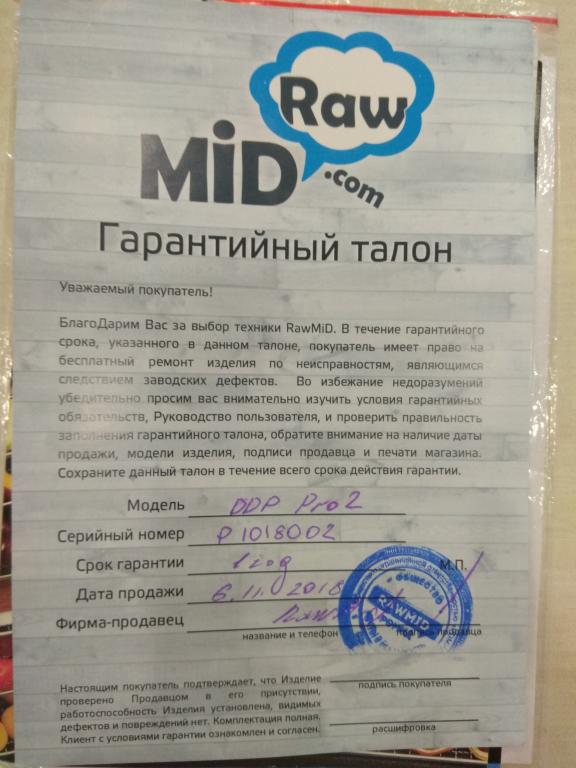 Raw
MiD
.com
Гарантийный талон
Уважаемый покупатель!
БлагоДарим Вас за выбор техники RawMiD. В течение гарантийного
срока, указанного в данном талоне, покупатель имеет право на
бесплатный ремонт изделия по неисправностям, являющимся
следствием заводских дефектов. Во избежание недоразумений
убедительно просим вас внимательно изучить условия гарантийных
обязательств, Руководство пользователя, и проверить правильность
заполнения гарантийного талона, обратите внимание на наличие даты
продажи, модели изделия, подписи продавца и печати магазина.
Сохраните данный талон в течение всего срока действия гарантии.
Модель DDP Pro2
Серийный номер P1018002
Срок гарантии 1 год М.П.
Дата продажи 6.11.2018
Фирма-продавец
название и телефон подпись продавца
ОБЩЕСТВО
RAWMID
Настоящим покупатель подтверждает, что Изделие
проверено Продавцом в его присутствии,
работоспособность Изделия установлена, видимых
дефектов и повреждений нет. Комплектация полная.
Клиент с условиями гарантии ознакомлен и согласен.
подпись покупателя
расшифровка